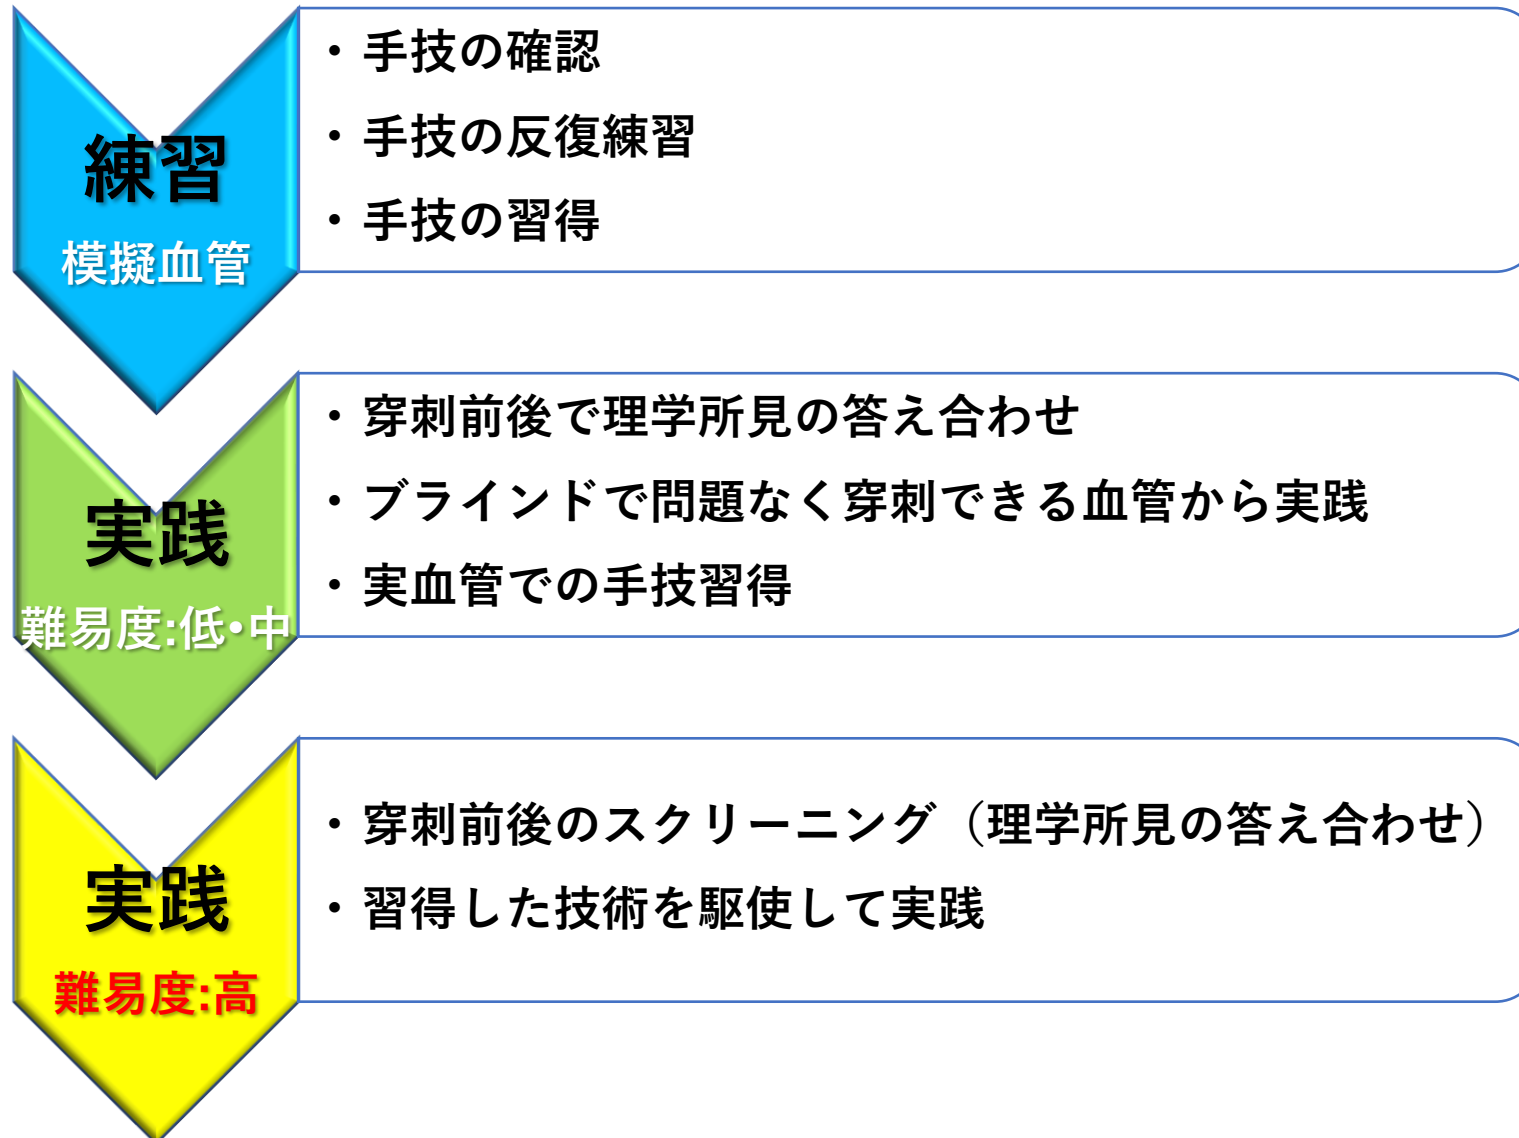 練習
模擬血管
・手技の確認
・手技の反復練習
・手技の習得
実践
難易度:低・中
・穿刺前後で理学所見の答え合わせ
・ブラインドで問題なく穿刺できる血管から実践
・実血管での手技習得
実践
難易度:高
・穿刺前後のスクリーニング（理学所見の答え合わせ）
・習得した技術を駆使して実践